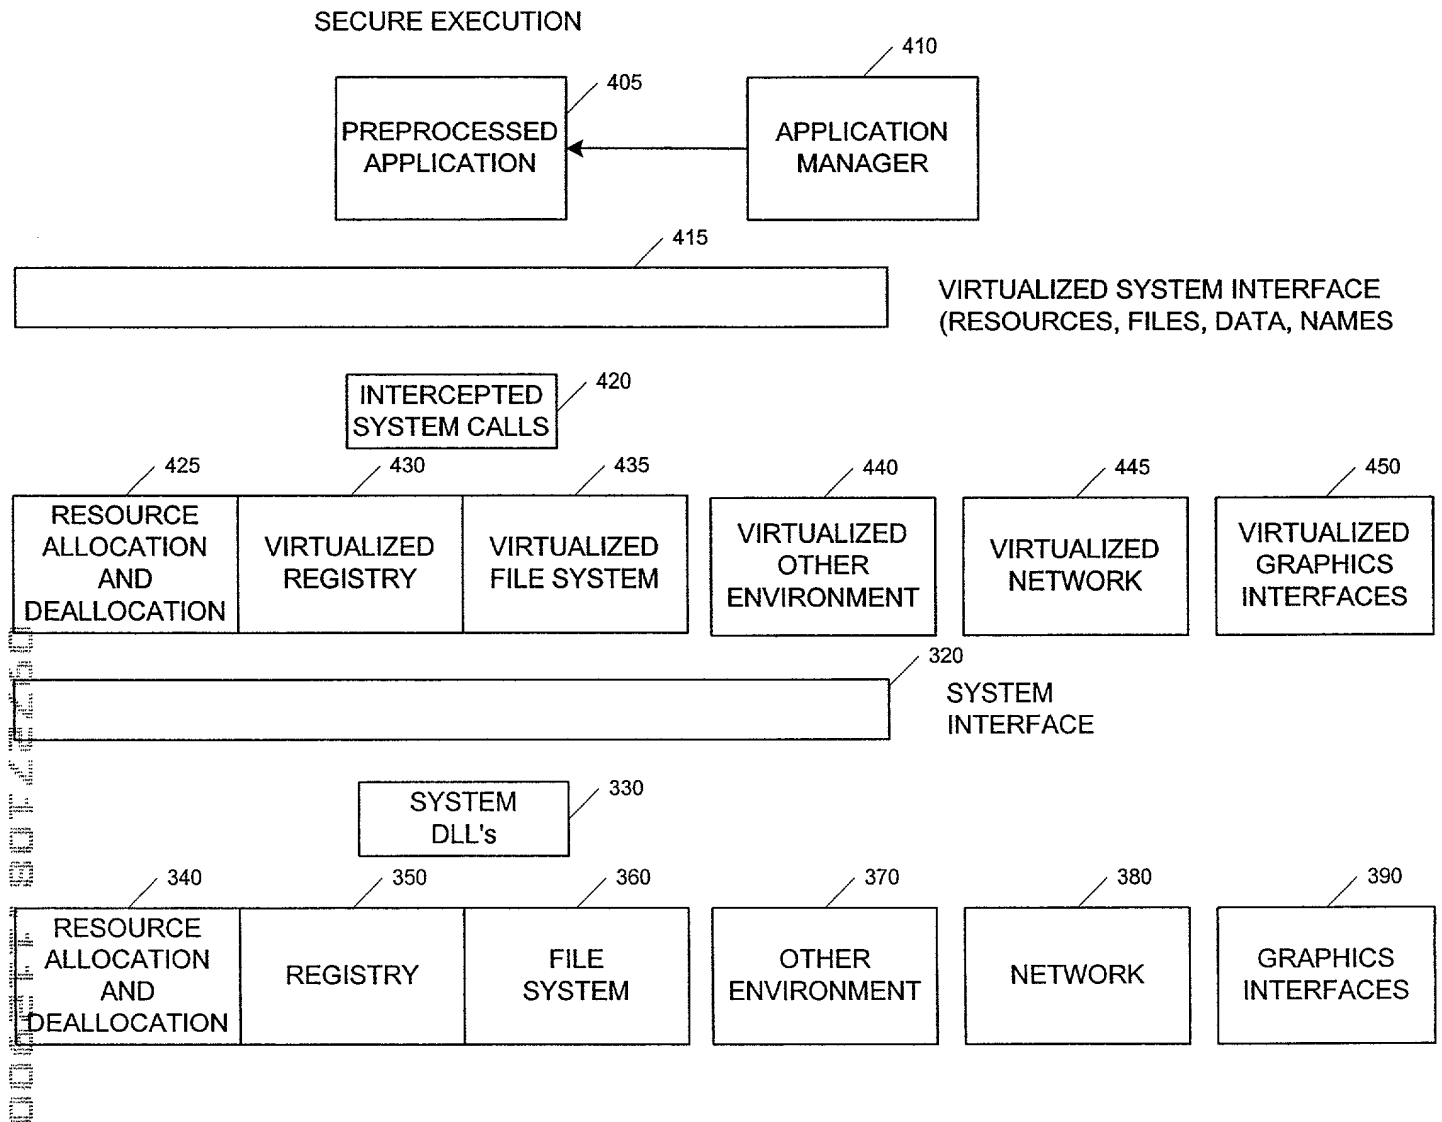 SECURE EXECUTION
410
405
PREPROCESSED
APPLICATION
APPLICATION
MANAGER
415
VIRTUALIZED SYSTEM INTERFACE
(RESOURCES, FILES, DATA, NAMES
INTERCEPTED
SYSTEM CALLS
420
425
430
435
440
445
450
RESOURCE
ALLOCATION
AND
DEALLOCATION
VIRTUALIZED
REGISTRY
VIRTUALIZED
FILE SYSTEM
VIRTUALIZED
OTHER
ENVIRONMENT
VIRTUALIZED
NETWORK
VIRTUALIZED
GRAPHICS
INTERFACES
320
SYSTEM
INTERFACE
SYSTEM
DLL's
330
340
350
360
370
380
390
RESOURCE
ALLOCATION
AND
DEALLOCATION
REGISTRY
FILE
SYSTEM
OTHER
ENVIRONMENT
NETWORK
GRAPHICS
INTERFACES